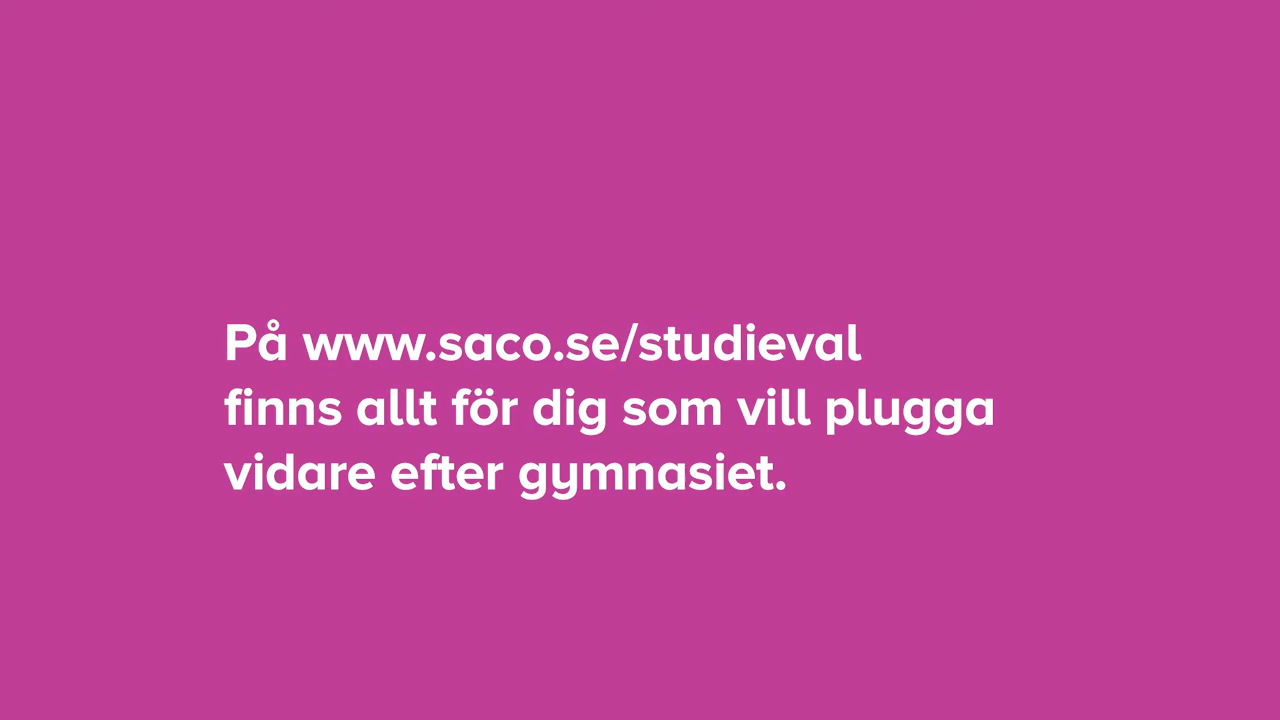 På www.saco.se/studieval
finns allt för dig som vill plugga
vidare efter gymnasiet.